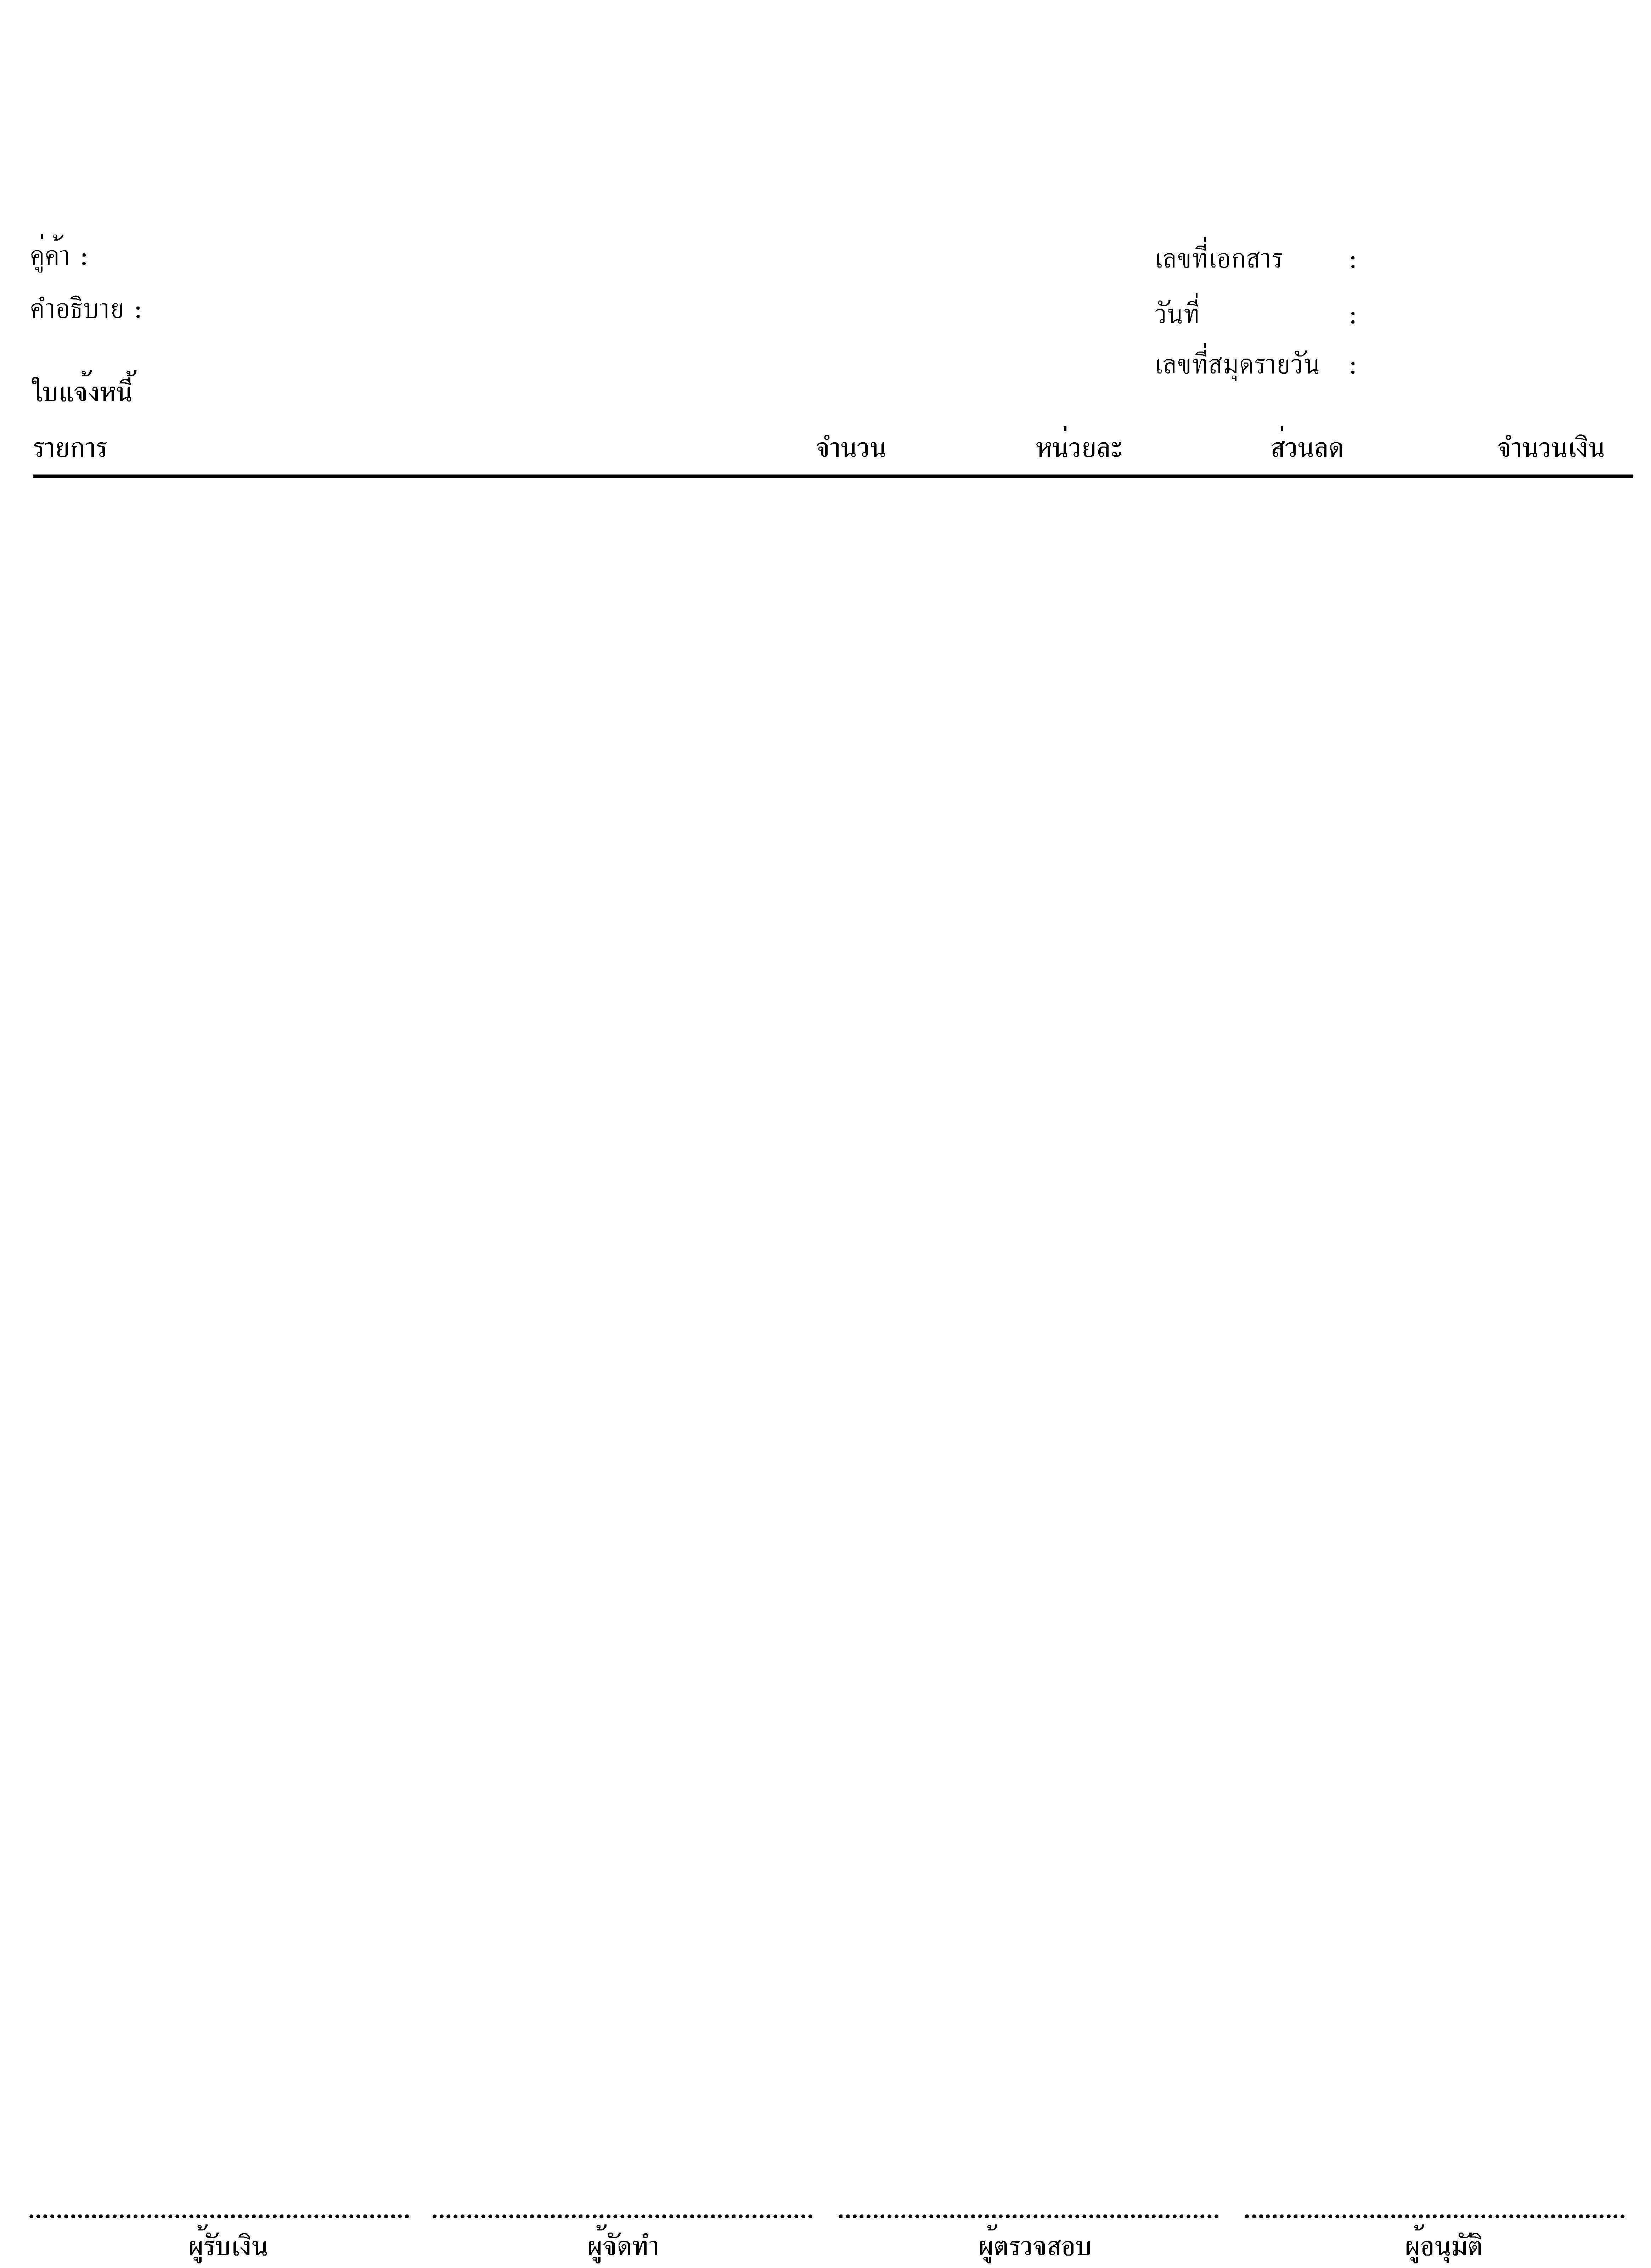 คู่ค้า :
เลขที่เอกสาร :
คำอธิบาย :
วันที่ :
เลขที่สมุดรายวัน :
ใบแจ้งหนี้
รายการ จำนวน หน่วยละ ส่วนลด จำนวนเงิน
ผู้รับเงิน ผู้จัดทำ ผู้ตรวจสอบ ผู้อนุมัติ